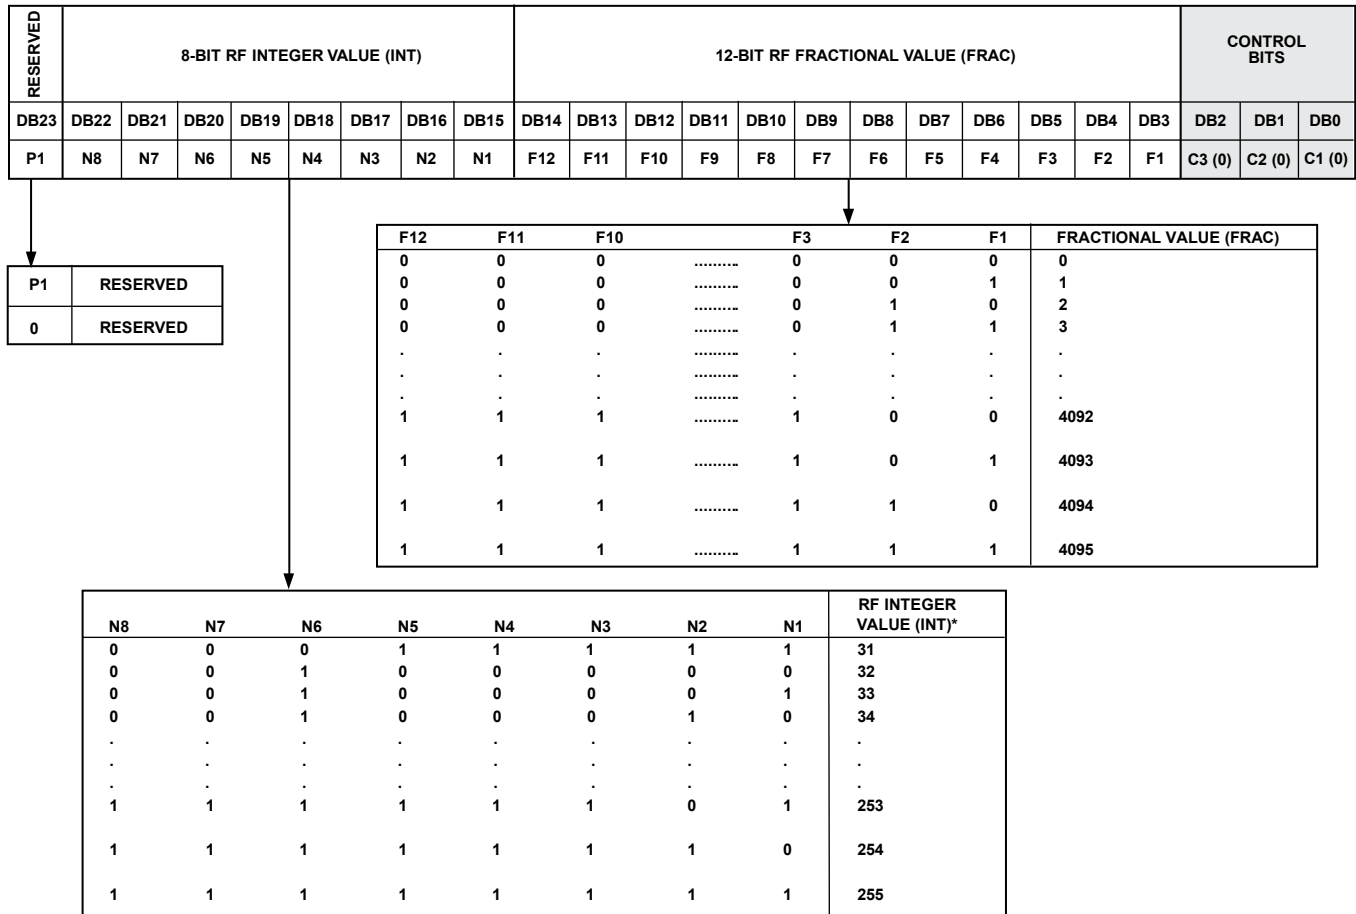 RESERVED
8-BIT RF INTEGER VALUE (INT)
12-BIT RF FRACTIONAL VALUE (FRAC)
CONTROL
BITS
DB23 DB22 DB21 DB20 DB19 DB18 DB17 DB16 DB15 DB14 DB13 DB12 DB11 DB10 DB9 DB8 DB7 DB6 DB5 DB4 DB3 DB2 DB1 DB0
P1 N8 N7 N6 N5 N4 N3 N2 N1 F12 F11 F10 F9 F8 F7 F6 F5 F4 F3 F2 F1 C3 (0) C2 (0) C1 (0)
P1 RESERVED
0 RESERVED
F12 F11 F10 F3 F2 F1 FRACTIONAL VALUE (FRAC)
0 0 0 .......... 0 0 0 0
0 0 0 .......... 0 0 1 1
0 0 0 .......... 0 1 0 2
0 0 0 .......... 0 1 1 3
. . . .......... . . . .
. . . .......... . . . .
. . . .......... . . . .
1 1 1 .......... 1 0 0 4092
1 1 1 .......... 1 0 1 4093
1 1 1 .......... 1 1 0 4094
1 1 1 .......... 1 1 1 4095
RF INTEGER
N8 N7 N6 N5 N4 N3 N2 N1 VALUE (INT)*
0 0 0 1 1 1 1 1 31
0 0 1 0 0 0 0 0 32
0 0 1 0 0 0 0 1 33
0 0 1 0 0 0 1 0 34
. . . . . . . . .
. . . . . . . . .
. . . . . . . . .
1 1 1 1 1 1 0 1 253
1 1 1 1 1 1 1 0 254
1 1 1 1 1 1 1 1 255